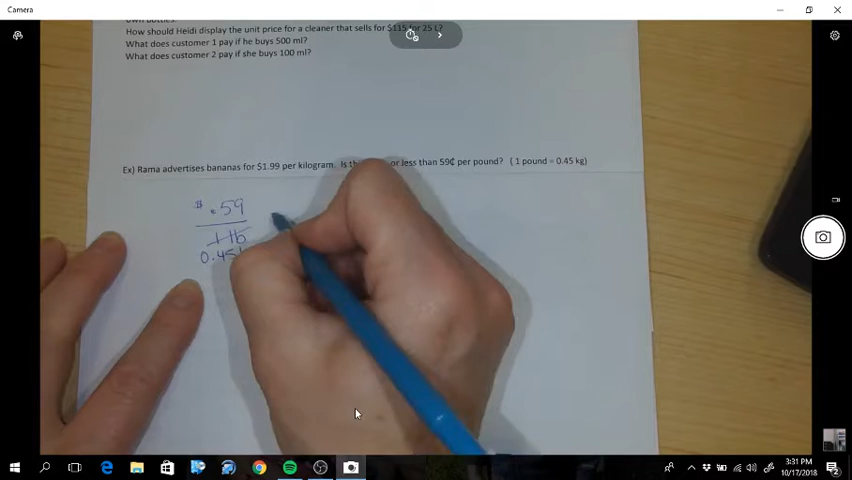 Camera
How should Heidi display the unit price for a cleaner that sells for $115 for 25 L?
What does customer 1 pay if he buys 500 ml?
What does customer 2 pay if she buys 100 ml?
Ex) Rama advertises bananas for $1.99 per kilogram. Is or less than 59¢ per pound? ( 1 pound = 0.45 kg)
$ .59
1 lb
0.45
3:31 PM
10/17/2018